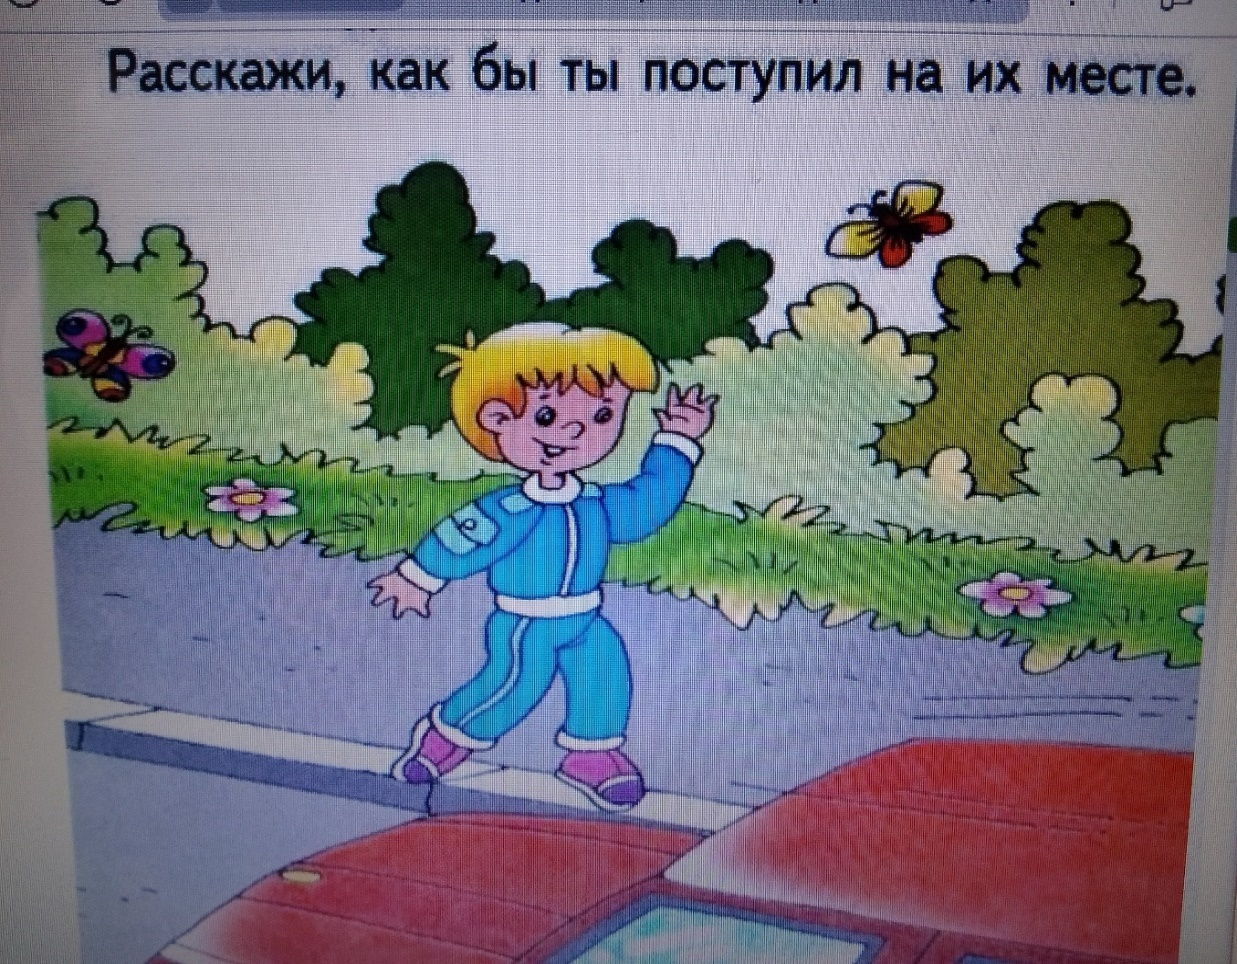 Расскажи, как бы ты поступил на их месте.